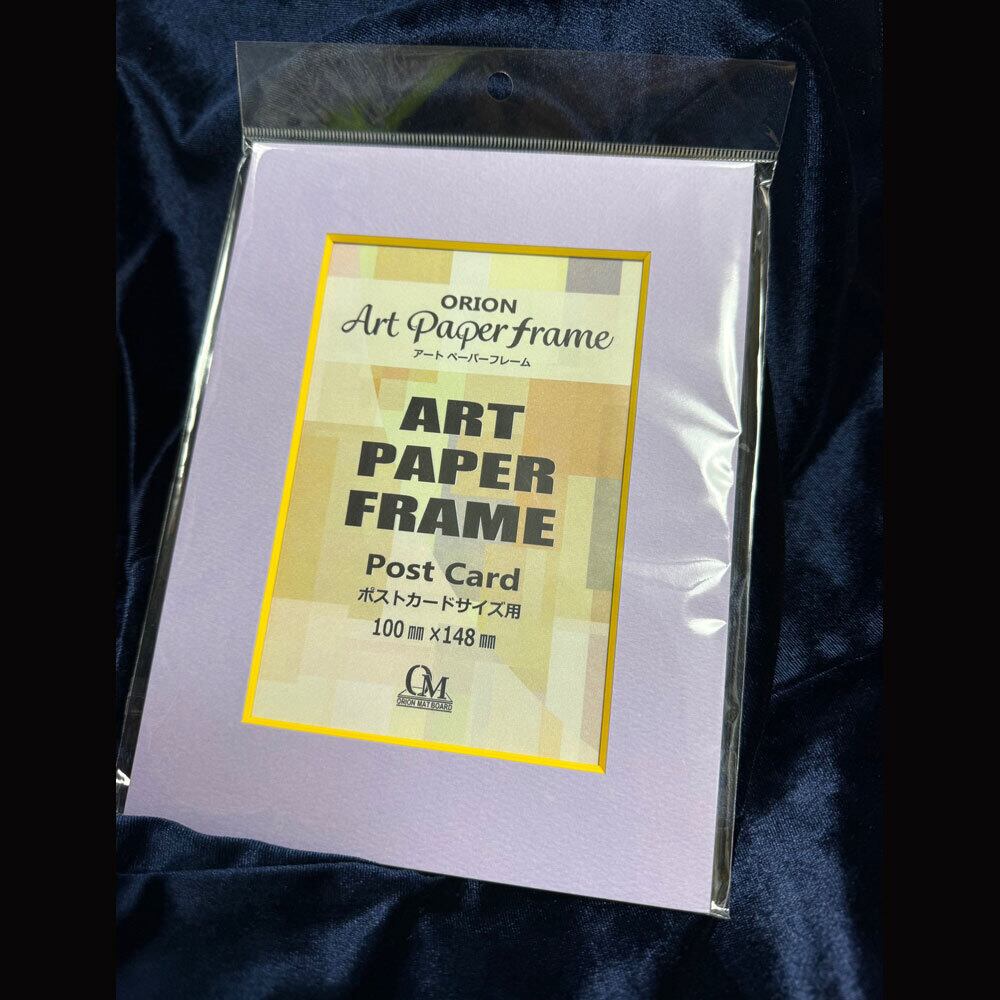 ORION
Art Paper frame
アート ペーパーフレーム
ART
PAPER
FRAME
Post Card
ポストカードサイズ用
100㎜×148㎜
OM
ORION MAT BOARD